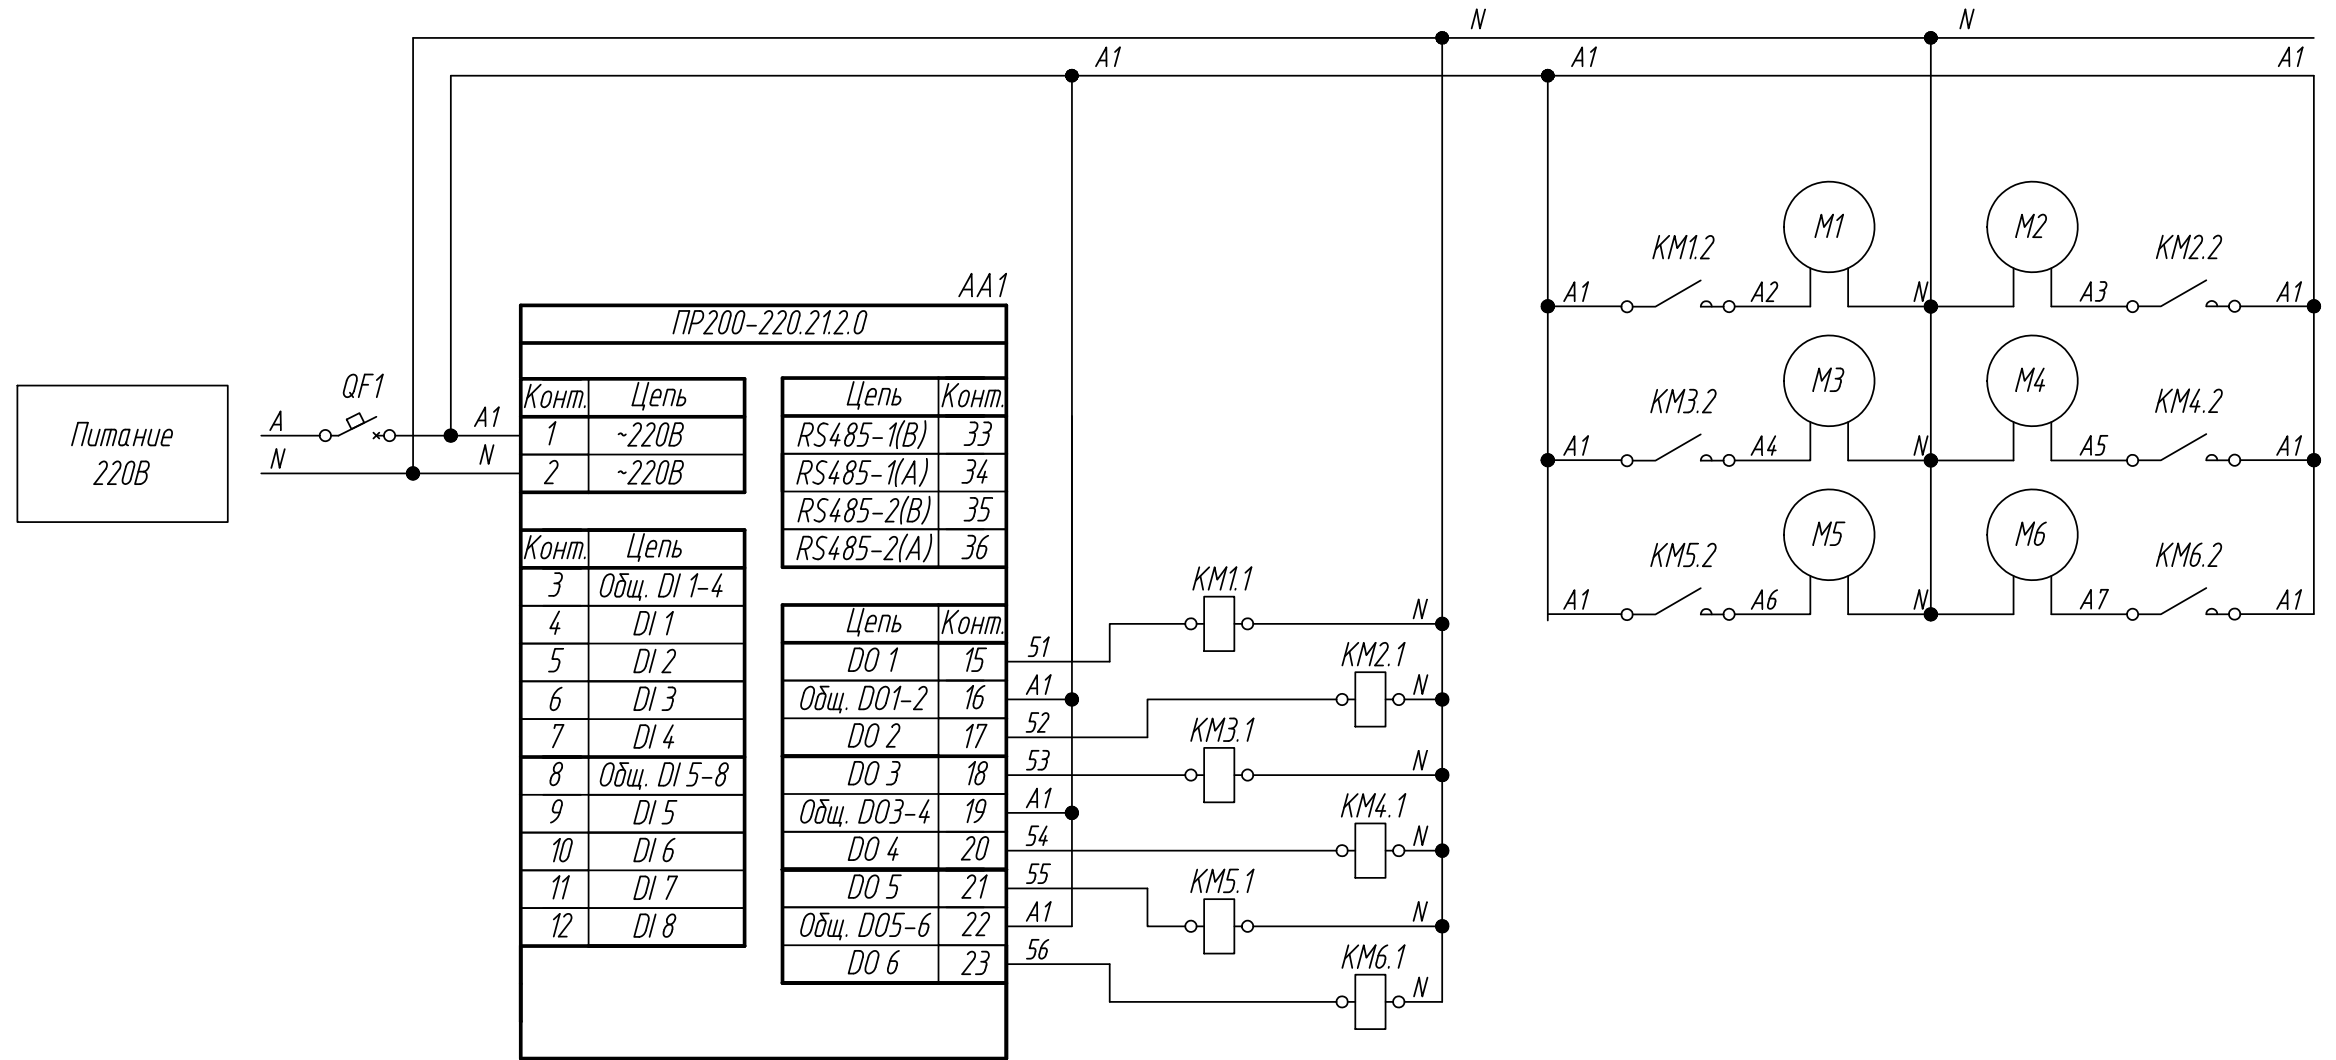 N
N
A1
A1
A1
Питание
220В
A
QF1
N
A1
N
AA1
ПР200-220.21.2.0
Конт. Цепь
1 ~220В
2 ~220В
Конт. Цепь
3 Общ. DI 1-4
4 DI 1
5 DI 2
6 DI 3
7 DI 4
8 Общ. DI 5-8
9 DI 5
10 DI 6
11 DI 7
12 DI 8
Цепь Конт.
RS485-1(B) 33
RS485-1(A) 34
RS485-2(B) 35
RS485-2(A) 36
Цепь Конт.
DO 1 15
Общ. DO1-2 16
DO 2 17
DO 3 18
Общ. DO3-4 19
DO 4 20
DO 5 21
Общ. DO5-6 22
DO 6 23
51
A1
52
53
A1
54
55
A1
56
KM1.1
N
KM2.1
N
KM3.1
N
KM4.1
N
KM5.1
N
KM6.1
N
KM1.2 M1 M2 KM2.2
A1 A2 N A3 A1
KM3.2 M3 M4 KM4.2
A1 A4 N A5 A1
KM5.2 M5 M6 KM6.2
A1 A6 N A7 A1